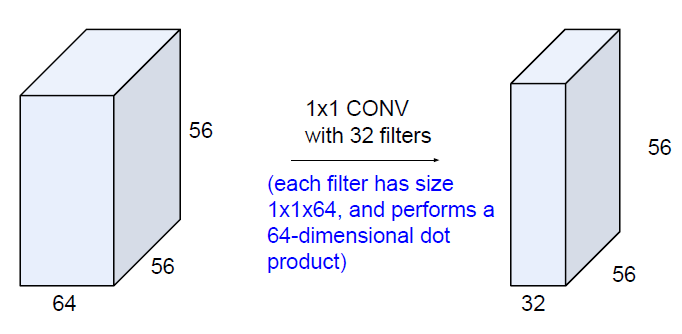 56
56
64
1x1 CONV
with 32 filters
(each filter has size
1x1x64, and performs a
64-dimensional dot
product)
56
56
32